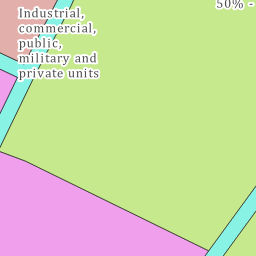 50% -
Industrial,
commercial,
public,
military and
private units